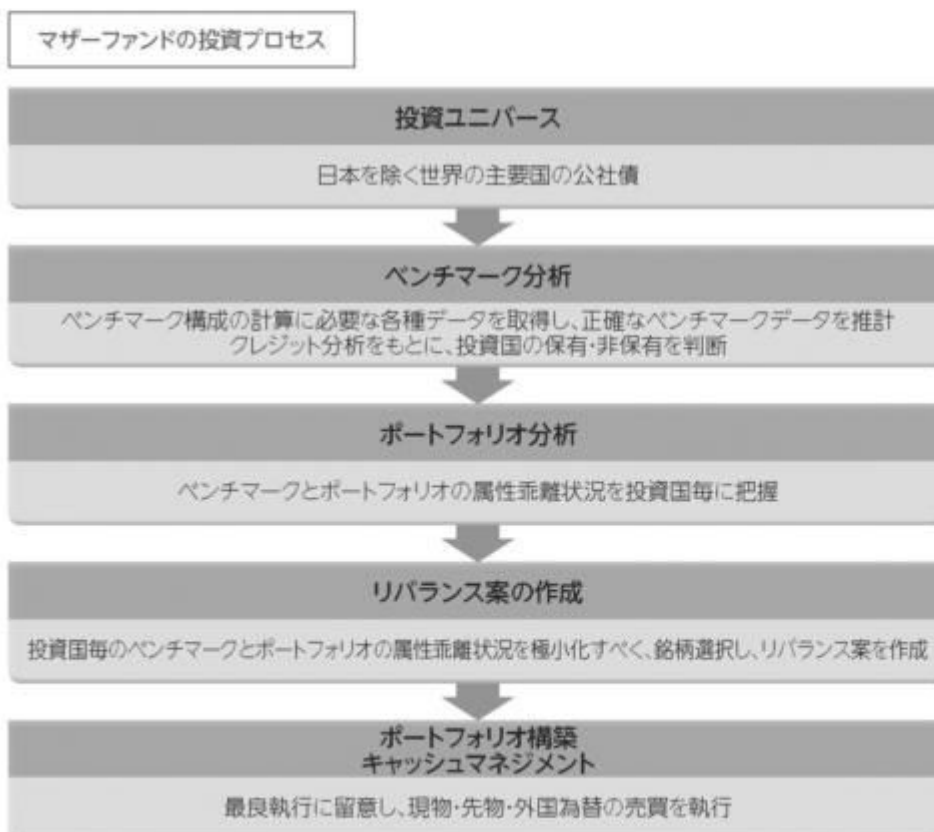 マザーファンドの投資プロセス
投資ユニバース
日本を除く世界の主要国の公社債
ベンチマーク分析
ベンチマーク構成の計算に必要な各種データを取得し、正確なベンチマークデータを推計
クレジット分析をもとに、投資国の保有・非保有を判断
ポートフォリオ分析
ベンチマークとポートフォリオの属性乖離状況を投資国毎に把握
リバランス案の作成
投資国毎のベンチマークとポートフォリオの属性乖離状況を極小化すべく、銘柄選択し、リバランス案を作成
ポートフォリオ構築
キャッシュマネジメント
最良執行に留意し、現物・先物・外国為替の売買を執行